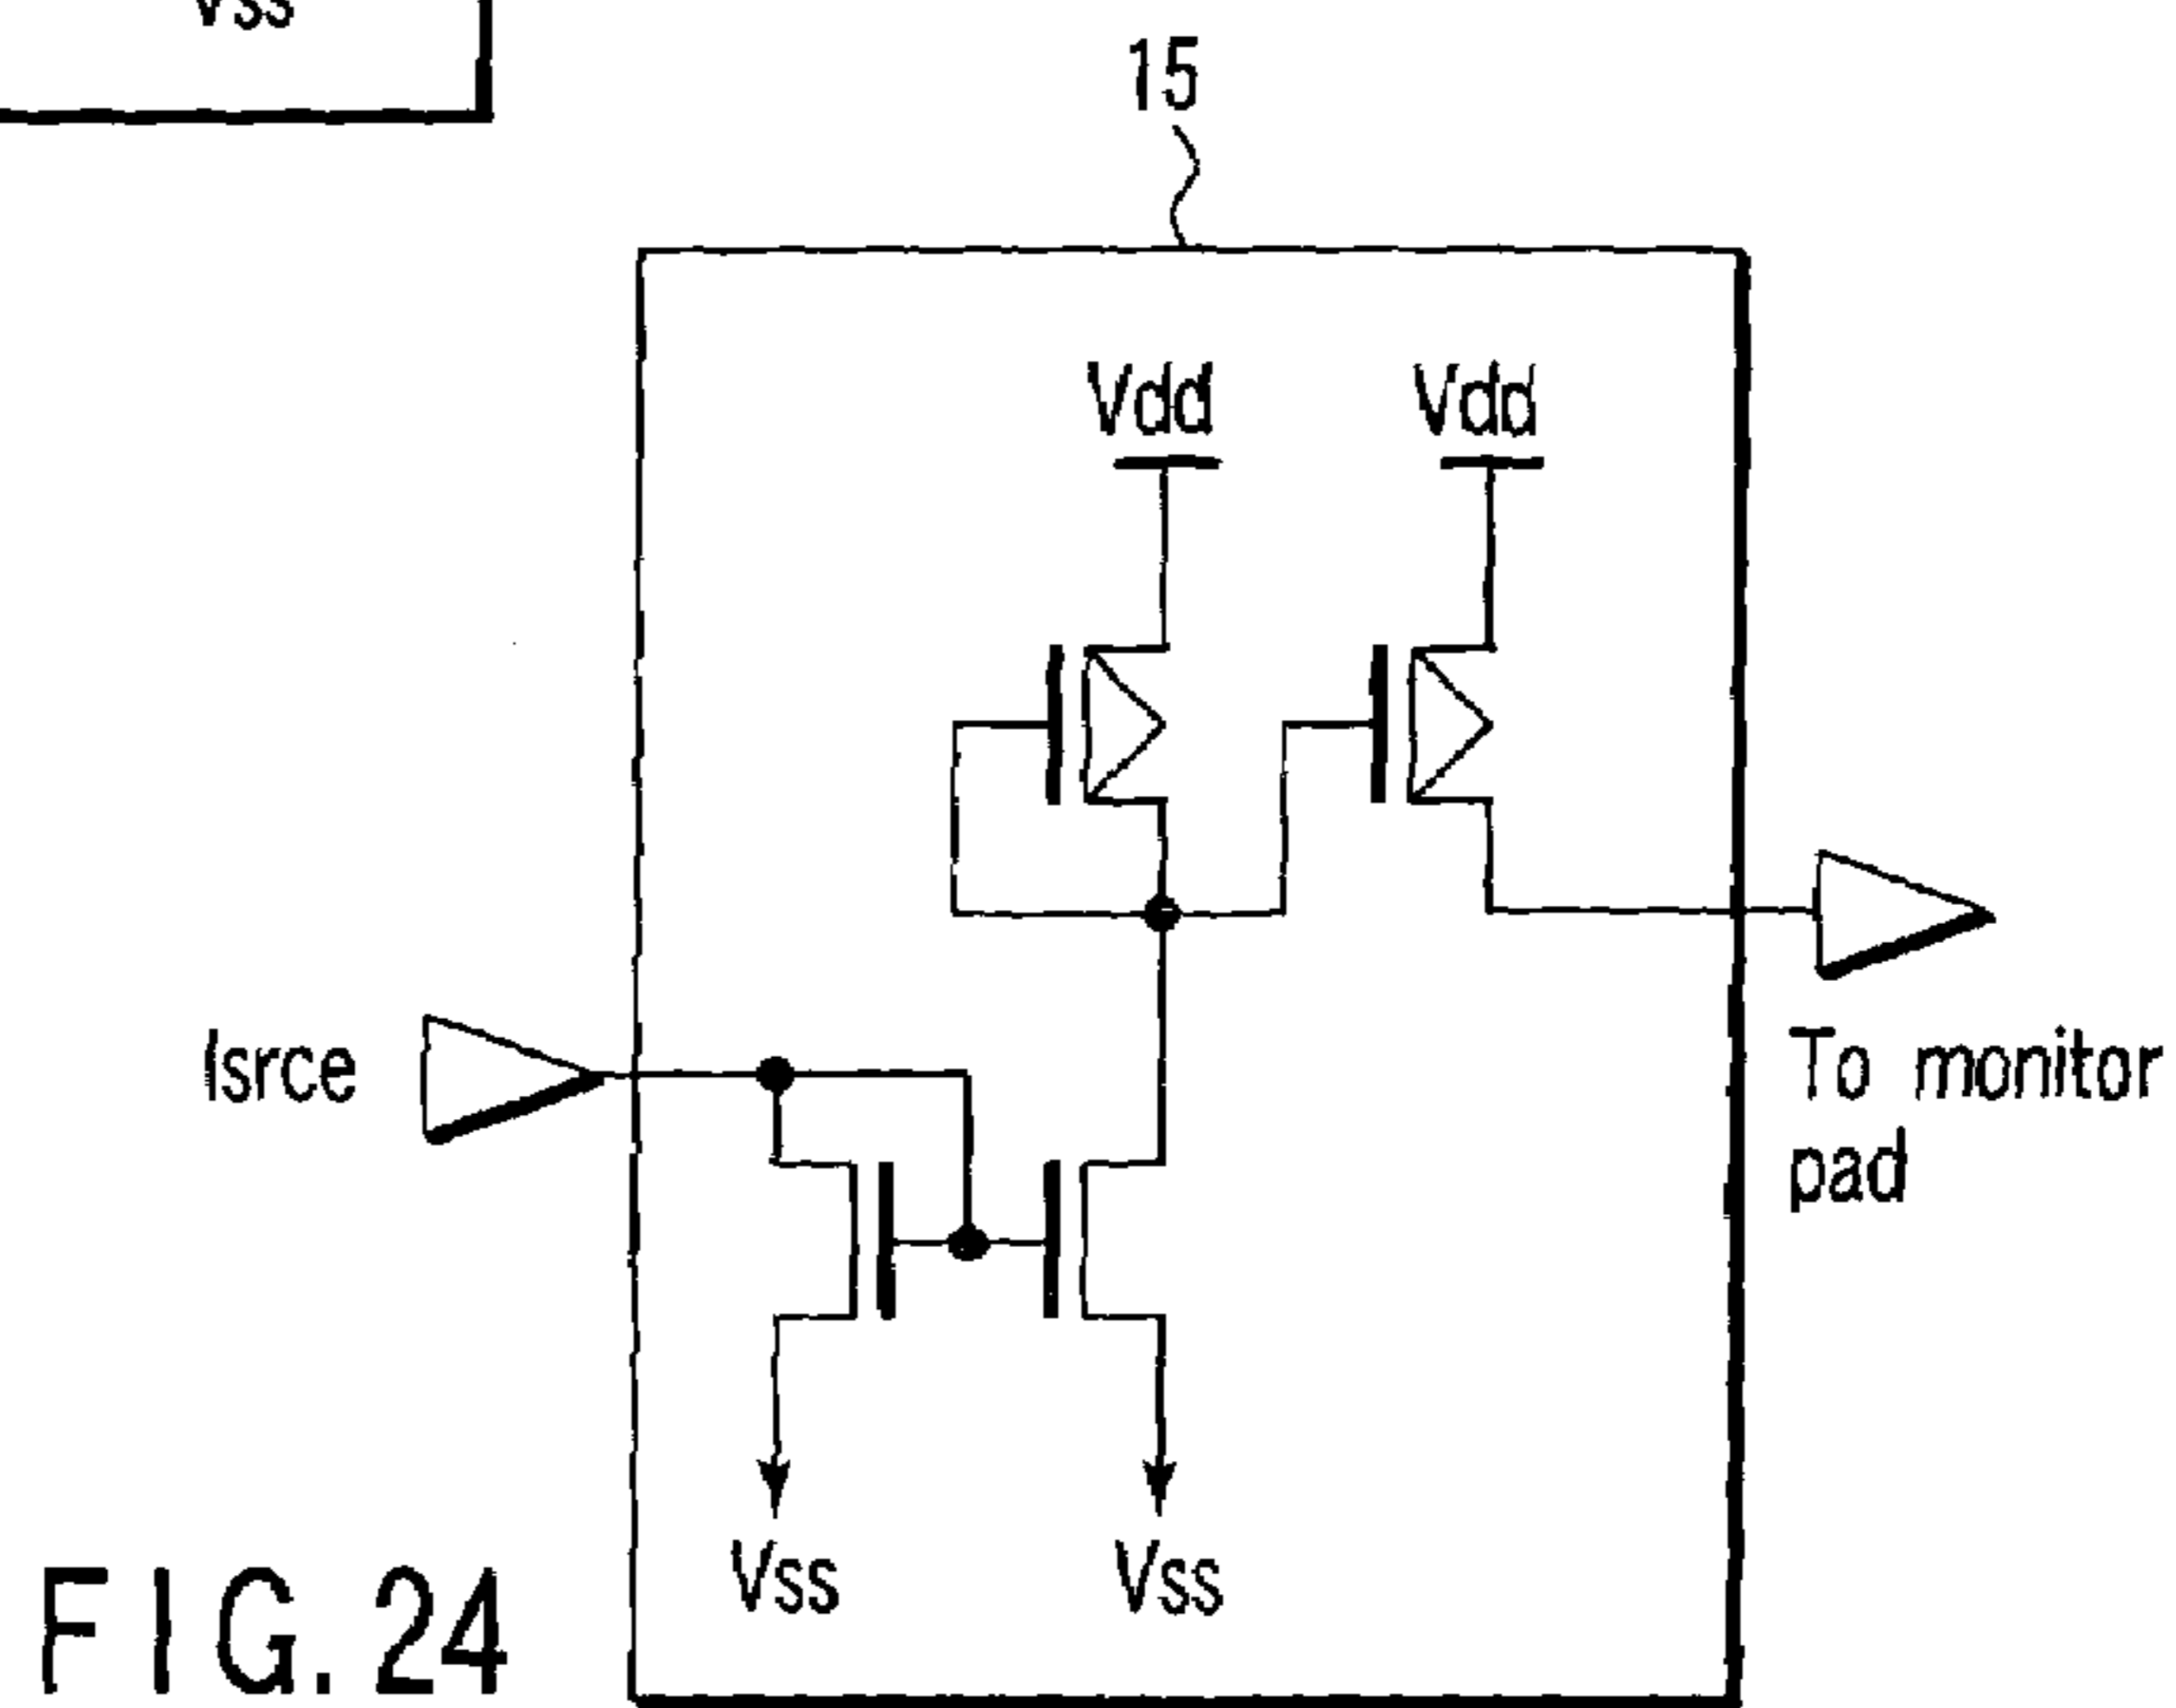 Vss
15
Vdd Vdd
Isrce
To monitor
pad
Vss Vss
FIG. 24